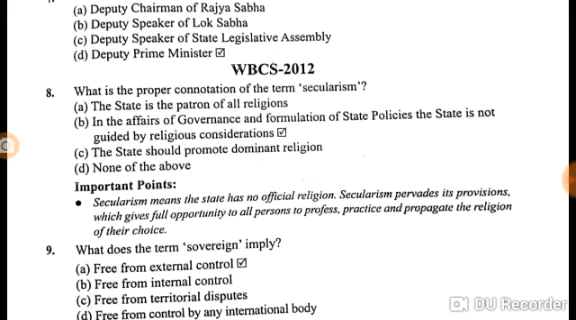 (a) Deputy Chairman of Rajya Sabha
(b) Deputy Speaker of Lok Sabha
(c) Deputy Speaker of State Legislative Assembly
(d) Deputy Prime Minister ☑
WBCS-2012
8. What is the proper connotation of the term 'secularism'?
(a) The State is the patron of all religions
(b) In the affairs of Governance and formulation of State Policies the State is not
guided by religious considerations ☑
(c) The State should promote dominant religion
(d) None of the above
Important Points:
• Secularism means the state has no official religion. Secularism pervades its provisions,
which gives full opportunity to all persons to profess, practice and propagate the religion
of their choice.
9. What does the term 'sovereign' imply?
(a) Free from external control ☑
(b) Free from internal control
(c) Free from territorial disputes
(d) Free from control by any international body
DU Recorder